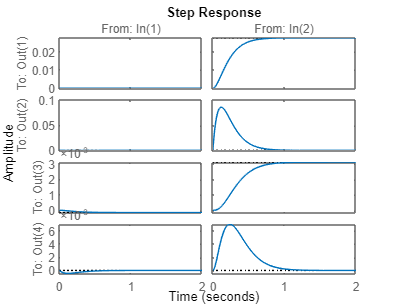 Step Response
From: In(1)
From: In(2)
To: Out(1)
0.02
0.01
0
To: Out(2)
0.1
0.05
0
×10⁻³
To: Out(3)
3
2
1
0
To: Out(4)
6
4
2
0
0
1
2
0
1
2
Amplitude
Time (seconds)